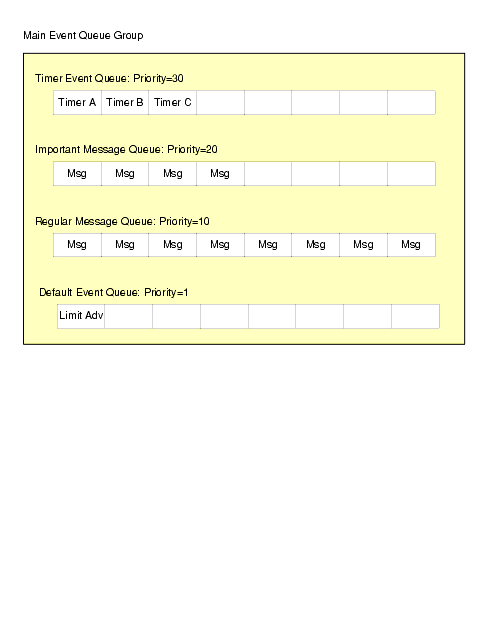 Main Event Queue Group
Timer Event Queue: Priority=30
Timer A Timer B Timer C
Important Message Queue: Priority=20
Msg Msg Msg Msg
Regular Message Queue: Priority=10
Msg Msg Msg Msg Msg Msg Msg Msg
Default Event Queue: Priority=1
Limit Adv